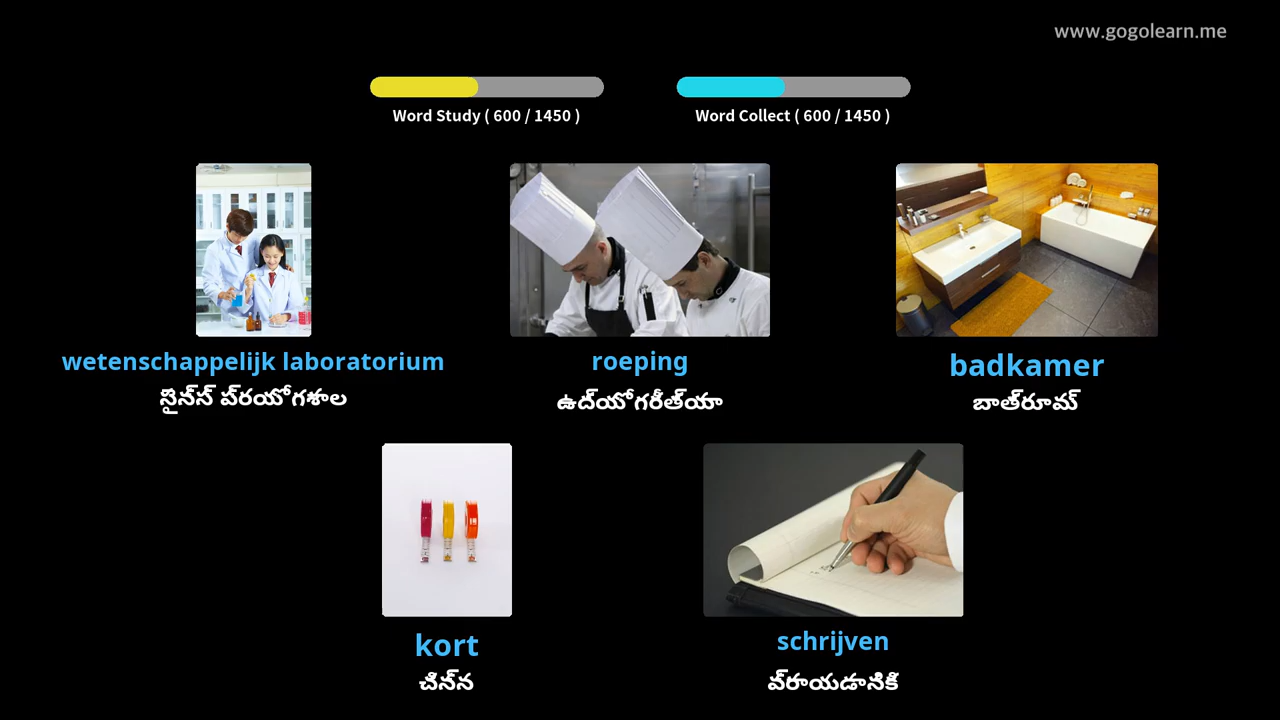 www.gogolearn.me
Word Study ( 600 / 1450 )
Word Collect ( 600 / 1450 )
wetenschappelijk laboratorium
సైన్స్ ప్రయోగశాల
roeping
ఉద్యోగరీత్యా
badkamer
బాత్రూమ్
kort
చిన్న
schrijven
వ్రాయడానికి